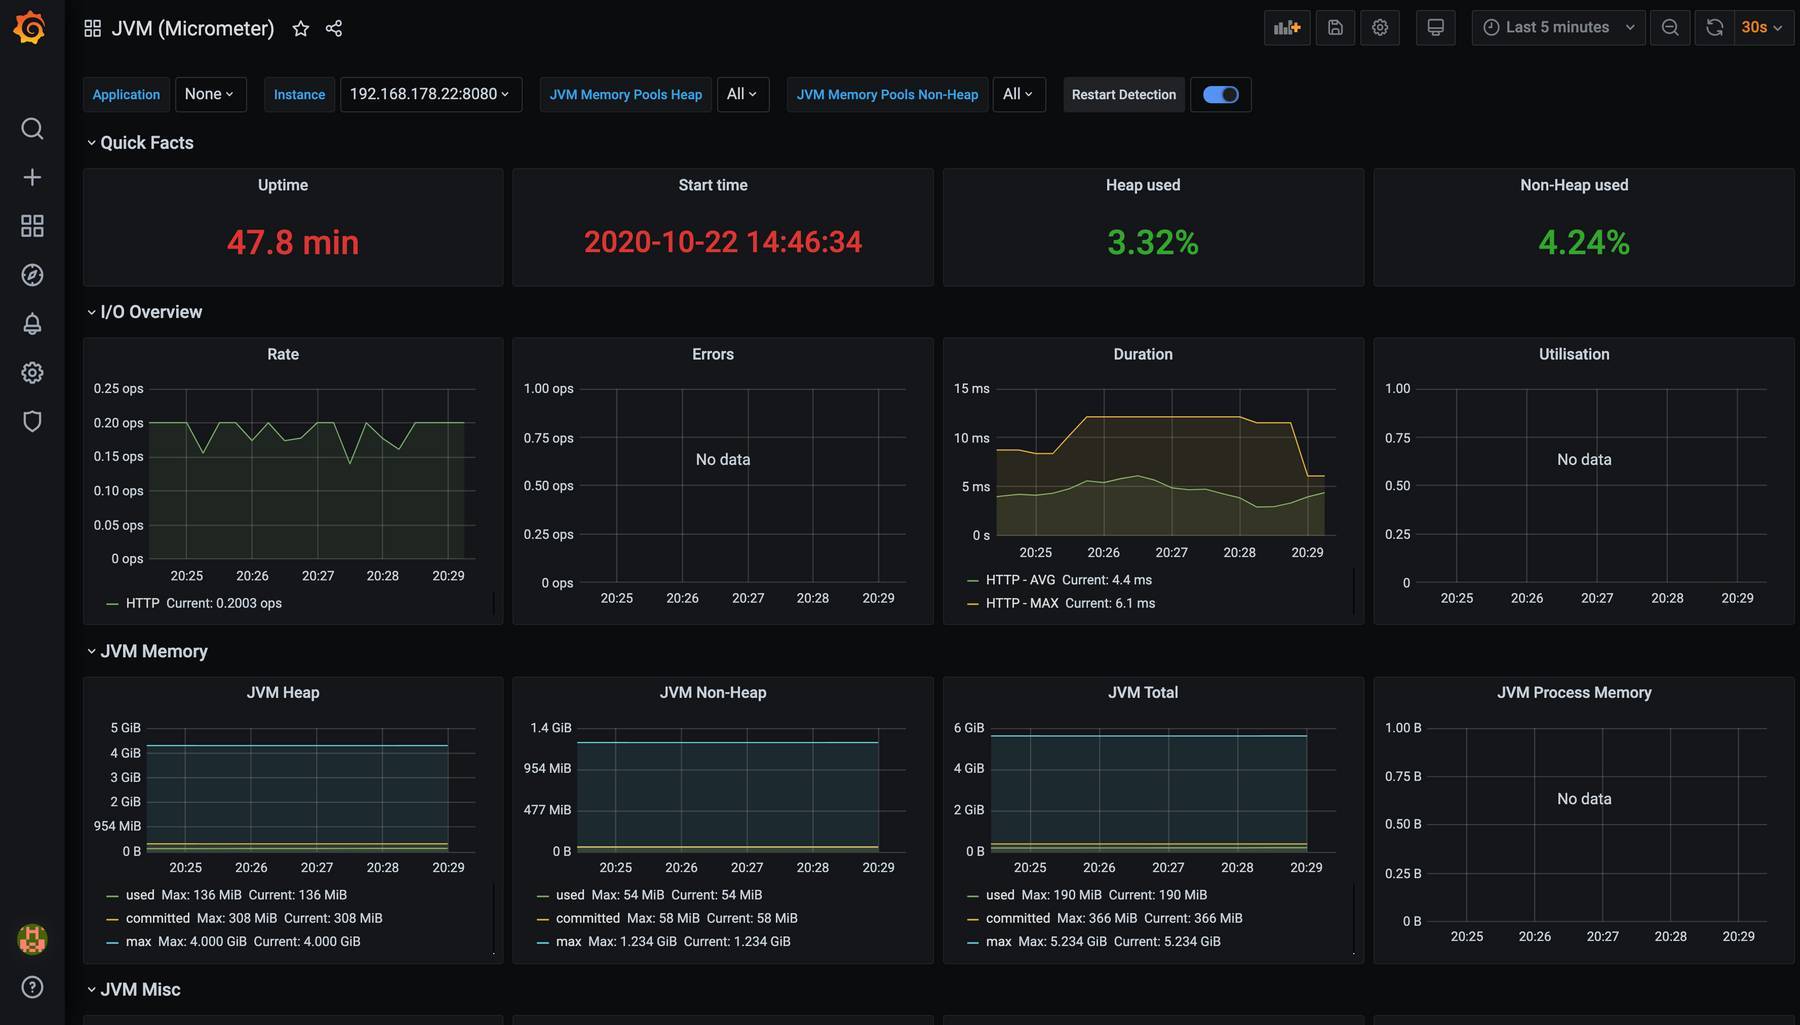 JVM (Micrometer)
Last 5 minutes
30s
Application
None
Instance
192.168.178.22:8080
JVM Memory Pools Heap
All
JVM Memory Pools Non-Heap
All
Restart Detection
Quick Facts
Uptime
47.8 min
Start time
2020-10-22 14:46:34
Heap used
3.32%
Non-Heap used
4.24%
I/O Overview
Rate
0.25 ops
0.20 ops
0.15 ops
0.10 ops
0.05 ops
0 ops
20:25 20:26 20:27 20:28 20:29
HTTP Current: 0.2003 ops
Errors
1.00 ops
0.75 ops
0.50 ops
0.25 ops
0 ops
No data
20:25 20:26 20:27 20:28 20:29
Duration
15 ms
10 ms
5 ms
0 s
20:25 20:26 20:27 20:28 20:29
HTTP - AVG Current: 4.4 ms
HTTP - MAX Current: 6.1 ms
Utilisation
1.00
0.75
0.50
0.25
0
No data
20:25 20:26 20:27 20:28 20:29
JVM Memory
JVM Heap
5 GiB
4 GiB
3 GiB
2 GiB
954 MiB
0 B
20:25 20:26 20:27 20:28 20:29
used Max: 136 MiB Current: 136 MiB
committed Max: 308 MiB Current: 308 MiB
max Max: 4.000 GiB Current: 4.000 GiB
JVM Non-Heap
1.4 GiB
954 MiB
477 MiB
0 B
20:25 20:26 20:27 20:28 20:29
used Max: 54 MiB Current: 54 MiB
committed Max: 58 MiB Current: 58 MiB
max Max: 1.234 GiB Current: 1.234 GiB
JVM Total
6 GiB
4 GiB
2 GiB
0 B
20:25 20:26 20:27 20:28 20:29
used Max: 190 MiB Current: 190 MiB
committed Max: 366 MiB Current: 366 MiB
max Max: 5.234 GiB Current: 5.234 GiB
JVM Process Memory
1.00 B
0.75 B
0.50 B
0.25 B
0 B
No data
20:25 20:26 20:27 20:28 20:29
JVM Misc